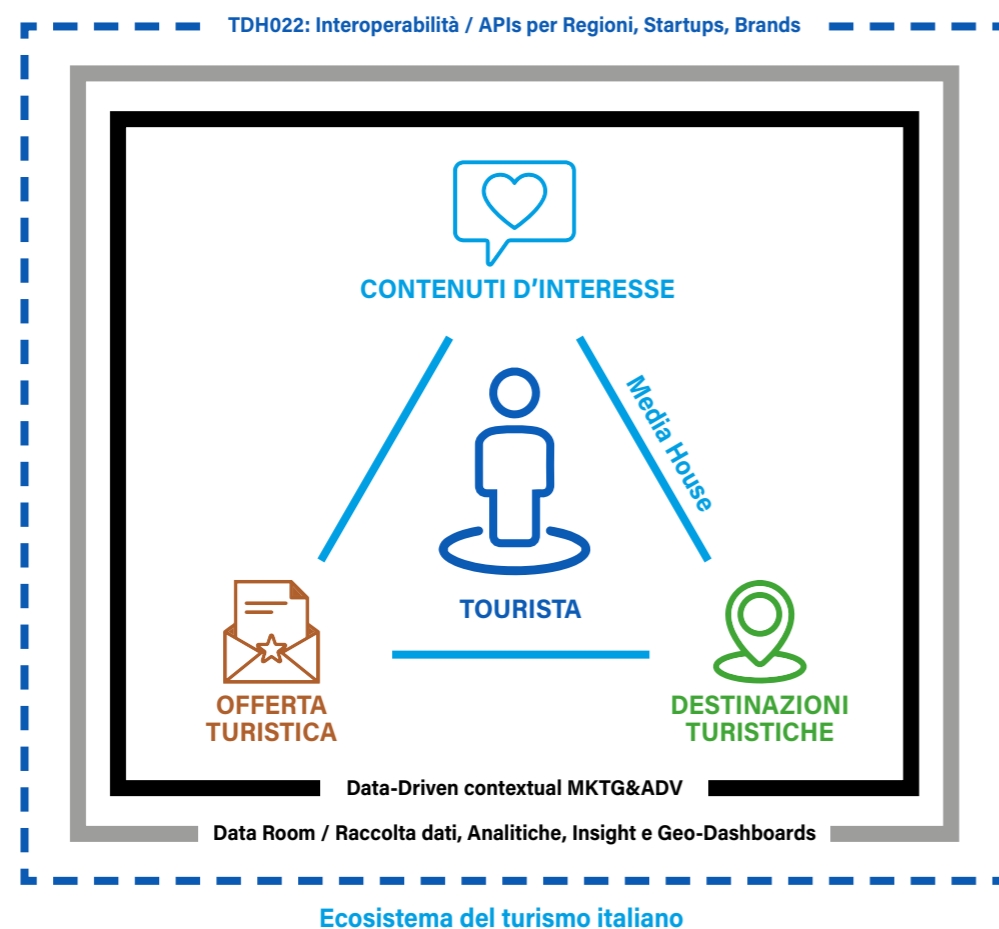 TDH022: Interoperabilità / APIs per Regioni, Startups, Brands
CONTENUTI D’INTERESSE
Media House
TOURISTA
OFFERTA
TURISTICA
DESTINAZIONI
TURISTICHE
Data-Driven contextual MKTG&ADV
Data Room / Raccolta dati, Analitiche, Insight e Geo-Dashboards
Ecosistema del turismo italiano